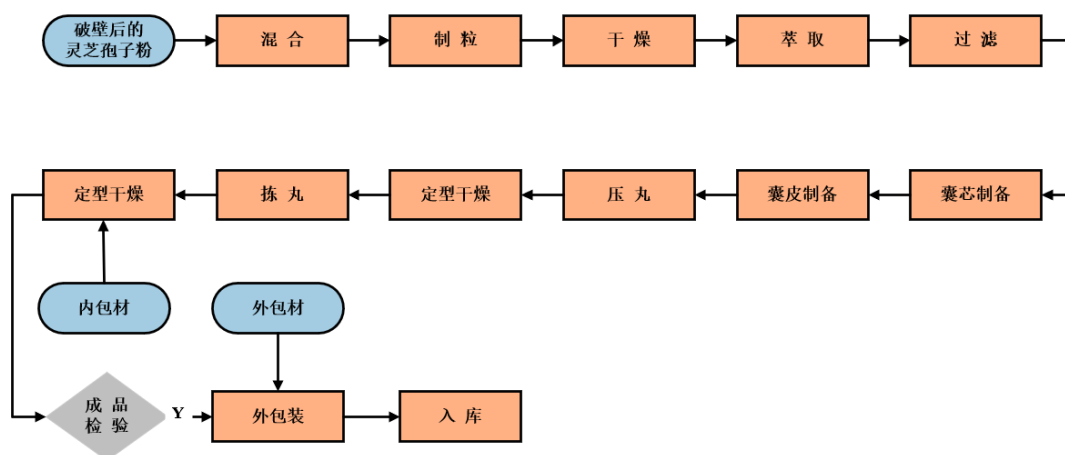 破壁后的
灵芝孢子粉
混 合
制 粒
干 燥
萃 取
过 滤
囊芯制备
囊皮制备
压 丸
定型干燥
拣 丸
定型干燥
内包材
外包材
成 品
检 验
Y
外包装
入 库